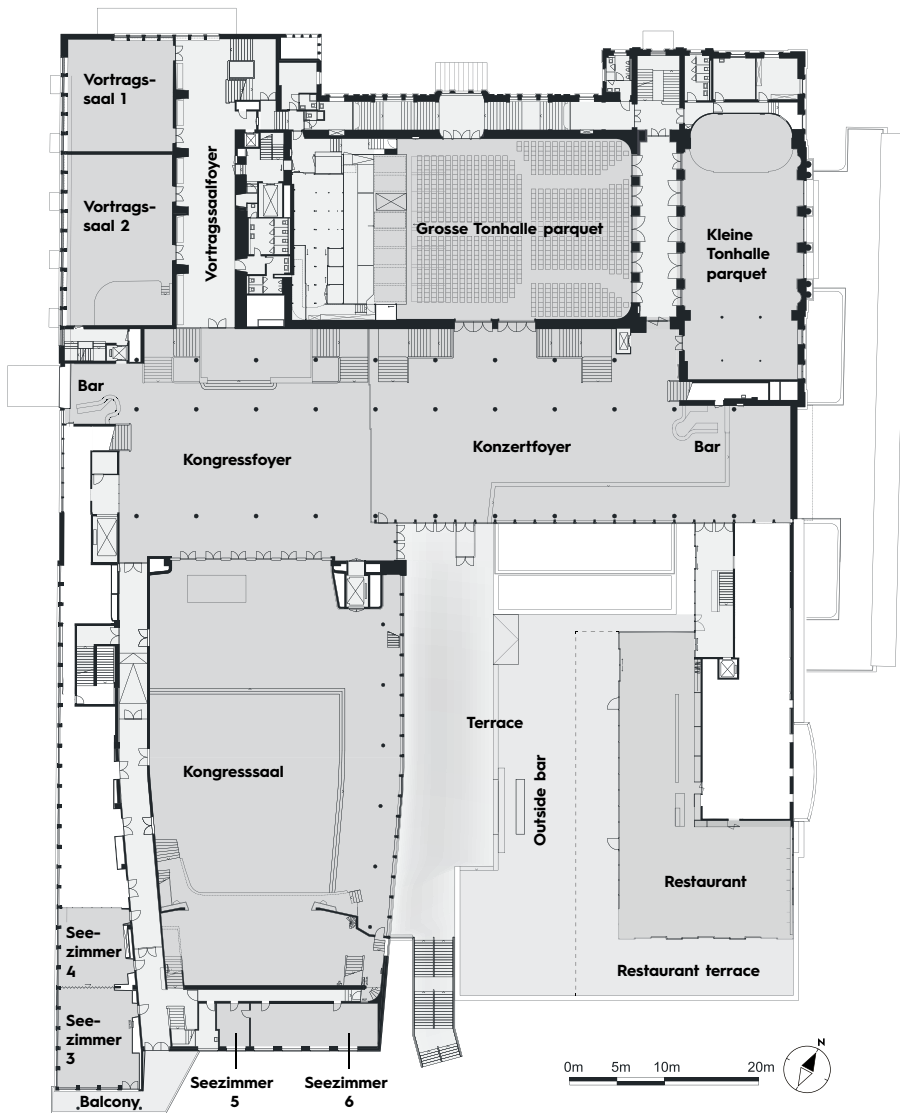 Vortrags-
saal 1
Vortrags-
saal 2
Vortragssaalfoyer
Grosse Tonhalle parquet
Kleine
Tonhalle
parquet
Bar
Kongressfoyer
Konzertfoyer
Bar
Kongresssaal
Terrace
Outside bar
Restaurant
Restaurant terrace
See-
zimmer
4
See-
zimmer
3
Seezimmer
5
Seezimmer
6
Balcony
0m 5m 10m 20m
N